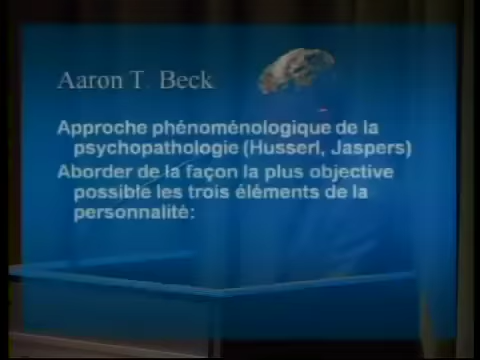 Aaron T. Beck
Approche phénoménologique de la
psychopathologie (Husserl, Jaspers)
Aborder de la façon la plus objective
possible les trois éléments de la
personnalité: